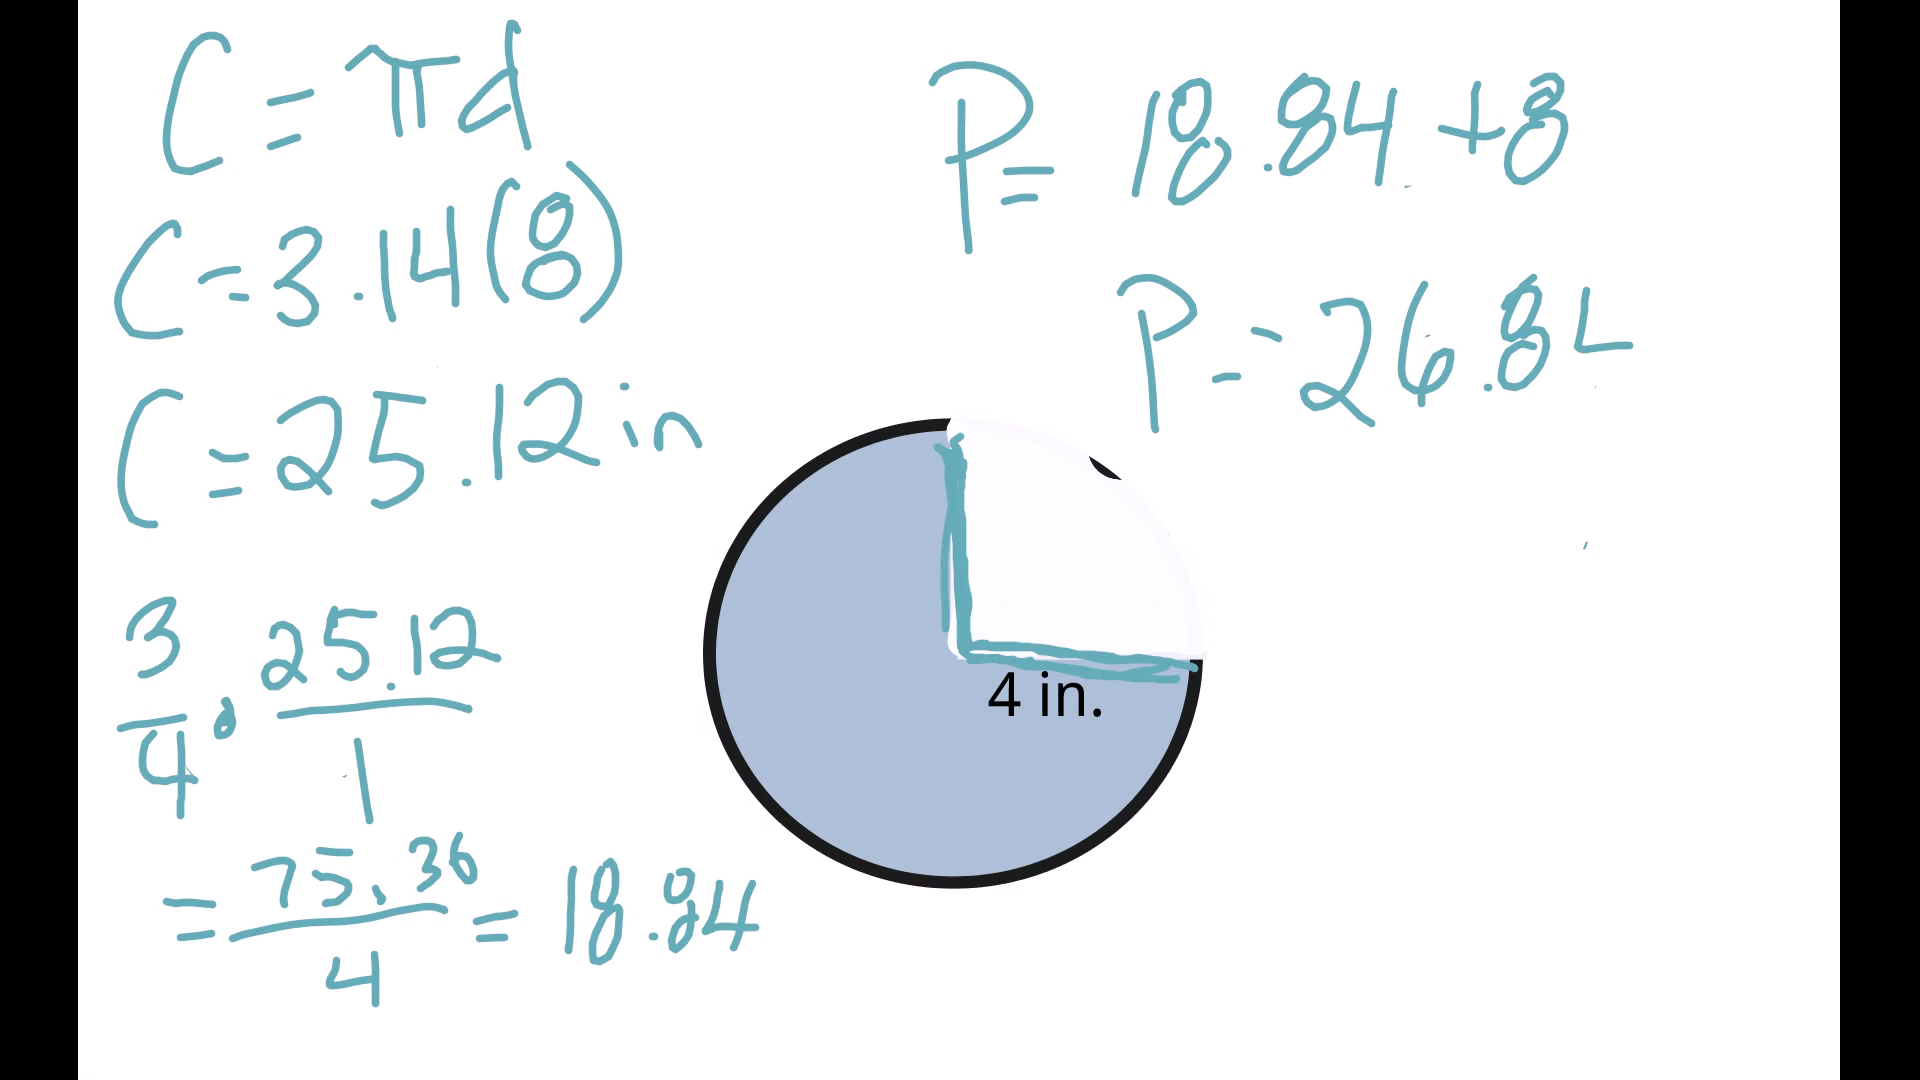 C = πd
C = 3.14(8)
C = 25.12 in
3/4 · 25.12/1
= 75.36/4 = 18.84
P = 18.84 + 8
P = 26.8
4 in.